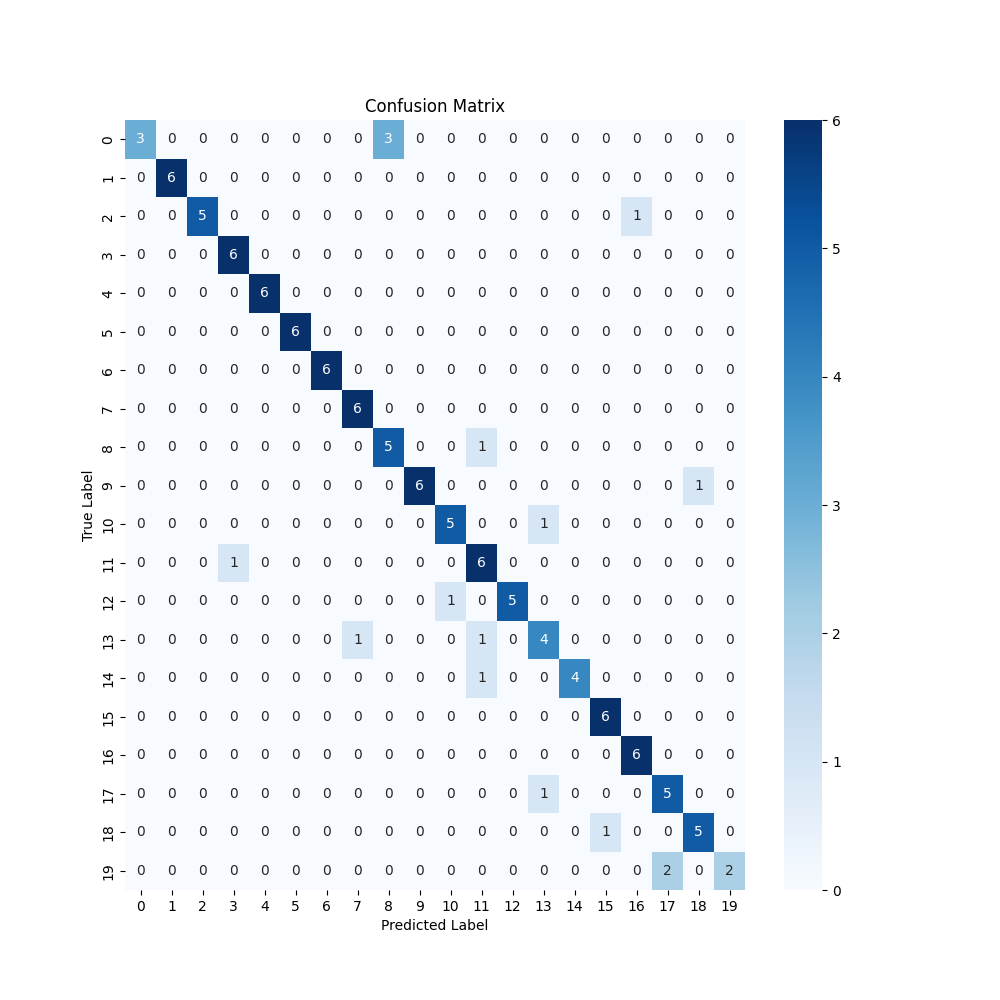 Confusion Matrix
0 3 0 0 0 0 0 0 0 3 0 0 0 0 0 0 0 0 0 0 0 6
1 0 6 0 0 0 0 0 0 0 0 0 0 0 0 0 0 0 0 0 0
2 0 0 5 0 0 0 0 0 0 0 0 0 0 0 0 0 1 0 0 0
3 0 0 0 6 0 0 0 0 0 0 0 0 0 0 0 0 0 0 0 0 5
4 0 0 0 0 6 0 0 0 0 0 0 0 0 0 0 0 0 0 0 0
5 0 0 0 0 0 6 0 0 0 0 0 0 0 0 0 0 0 0 0 0
6 0 0 0 0 0 0 6 0 0 0 0 0 0 0 0 0 0 0 0 0 4
7 0 0 0 0 0 0 0 6 0 0 0 0 0 0 0 0 0 0 0 0
8 0 0 0 0 0 0 0 0 5 0 0 1 0 0 0 0 0 0 0 0
9 0 0 0 0 0 0 0 0 0 6 0 0 0 0 0 0 0 0 1 0 3
True Label
10 0 0 0 0 0 0 0 0 0 0 5 0 0 1 0 0 0 0 0 0
11 0 0 0 1 0 0 0 0 0 0 0 6 0 0 0 0 0 0 0 0
12 0 0 0 0 0 0 0 0 0 0 1 0 5 0 0 0 0 0 0 0
13 0 0 0 0 0 0 0 1 0 0 0 1 0 4 0 0 0 0 0 0 2
14 0 0 0 0 0 0 0 0 0 0 0 1 0 0 4 0 0 0 0 0
15 0 0 0 0 0 0 0 0 0 0 0 0 0 0 0 6 0 0 0 0
16 0 0 0 0 0 0 0 0 0 0 0 0 0 0 0 0 6 0 0 0 1
17 0 0 0 0 0 0 0 0 0 0 0 0 0 1 0 0 0 5 0 0
18 0 0 0 0 0 0 0 0 0 0 0 0 0 0 0 1 0 0 5 0
19 0 0 0 0 0 0 0 0 0 0 0 0 0 0 0 0 0 2 0 2 0
0 1 2 3 4 5 6 7 8 9 10 11 12 13 14 15 16 17 18 19
Predicted Label